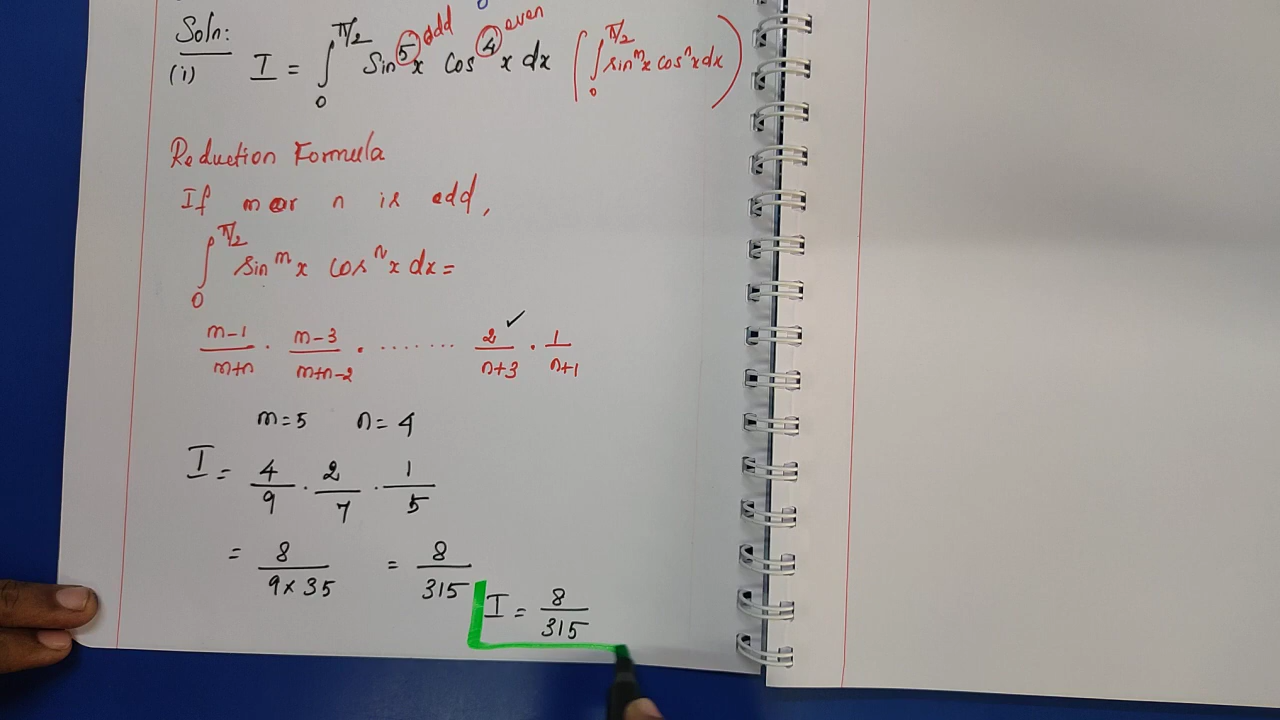 Soln:
(i) I = ∫₀^π/2 Sin⁵x Cos⁴x dx (∫₀^π/2 sinᵐx cosⁿx dx)
odd even
Reduction Formula
If m or n is odd,
∫₀^π/2 sinᵐx cosⁿx dx =
m-1/m+n · m-3/m+n-2 · ........ 2/n+3 · 1/n+1
✓
m=5 n=4
I = 4/9 · 2/7 · 1/5
= 8/9×35 = 8/315
I = 8/315